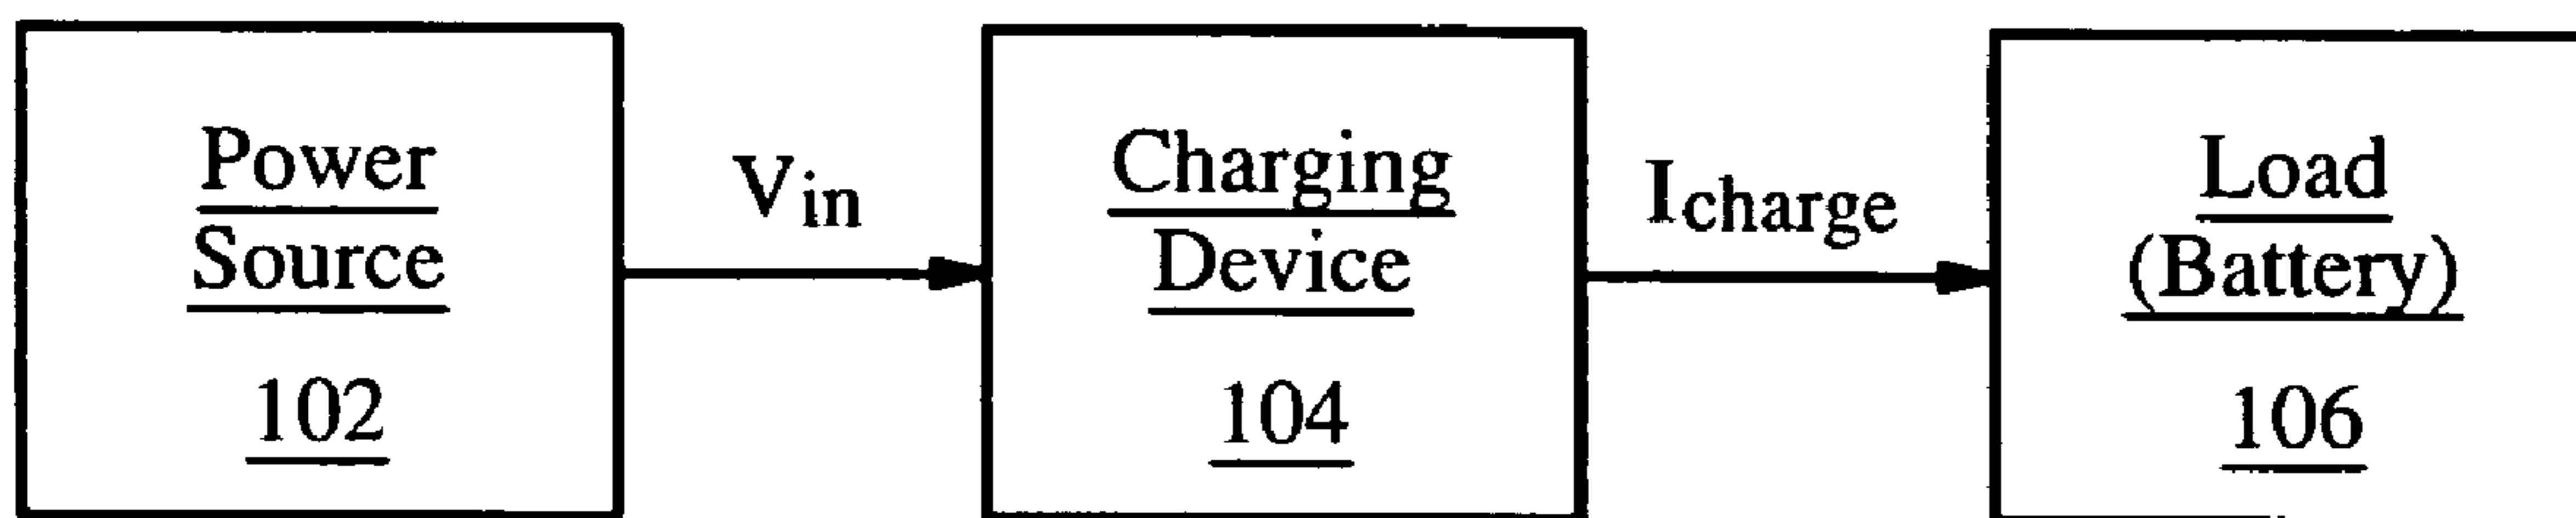 Power
Source
102
Vin
Charging
Device
104
Icharge
Load
(Battery)
106